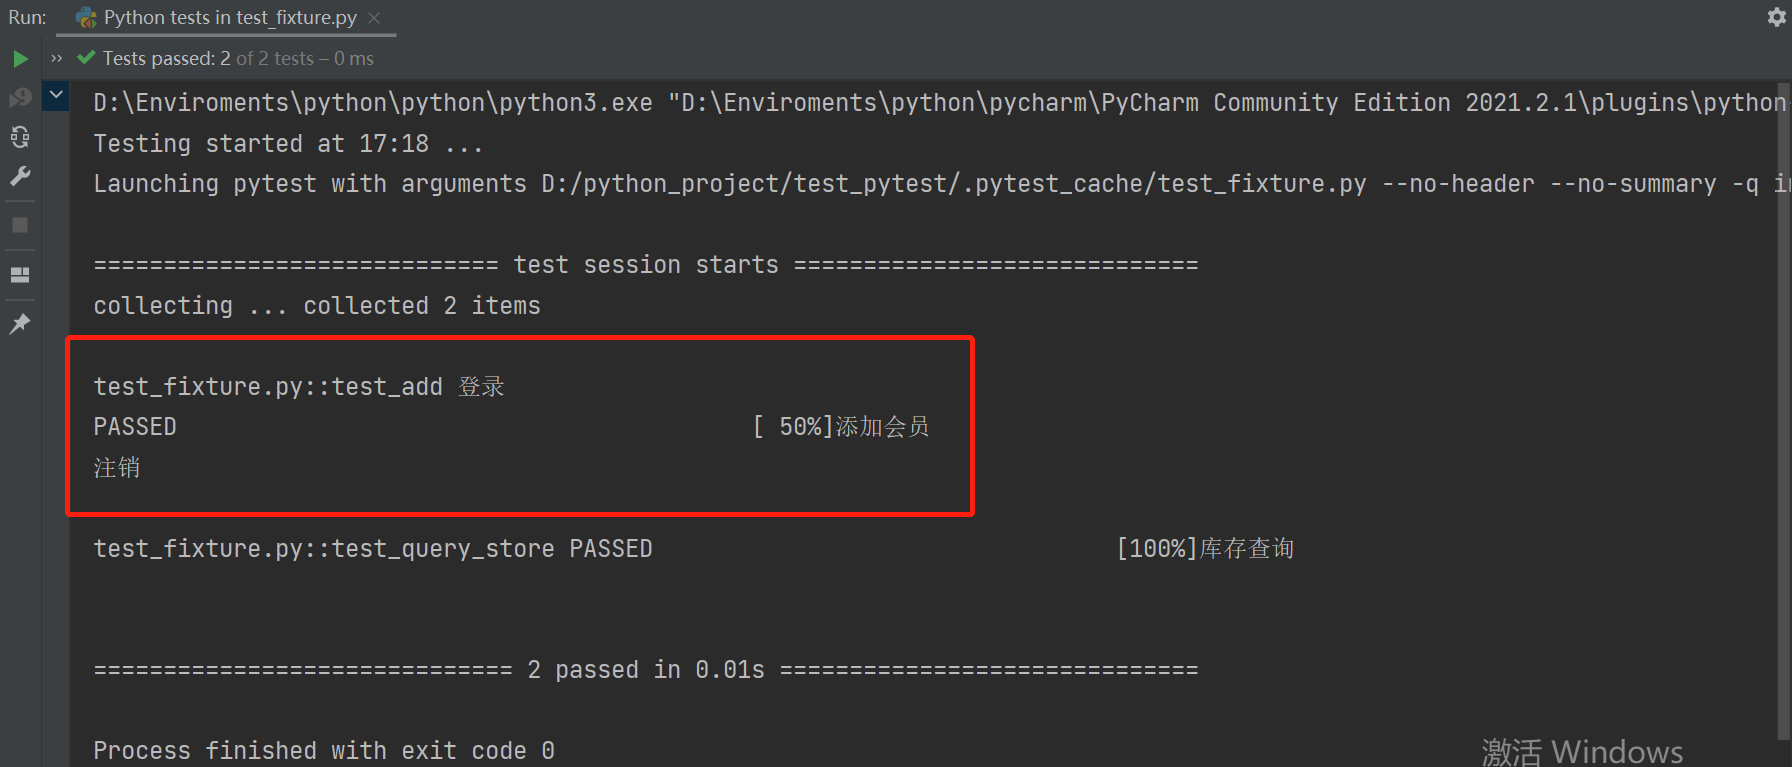 Run: Python tests in test_fixture.py
Tests passed: 2 of 2 tests – 0 ms
D:\Enviroments\python\python\python3.exe "D:\Enviroments\python\pycharm\PyCharm Community Edition 2021.2.1\plugins\python
Testing started at 17:18 ...
Launching pytest with arguments D:/python_project/test_pytest/.pytest_cache/test_fixture.py --no-header --no-summary -q in
============================= test session starts =============================
collecting ... collected 2 items
test_fixture.py::test_add 登录
PASSED [ 50%]添加会员
注销
test_fixture.py::test_query_store PASSED [100%]库存查询
============================== 2 passed in 0.01s ==============================
Process finished with exit code 0
激活 Windows